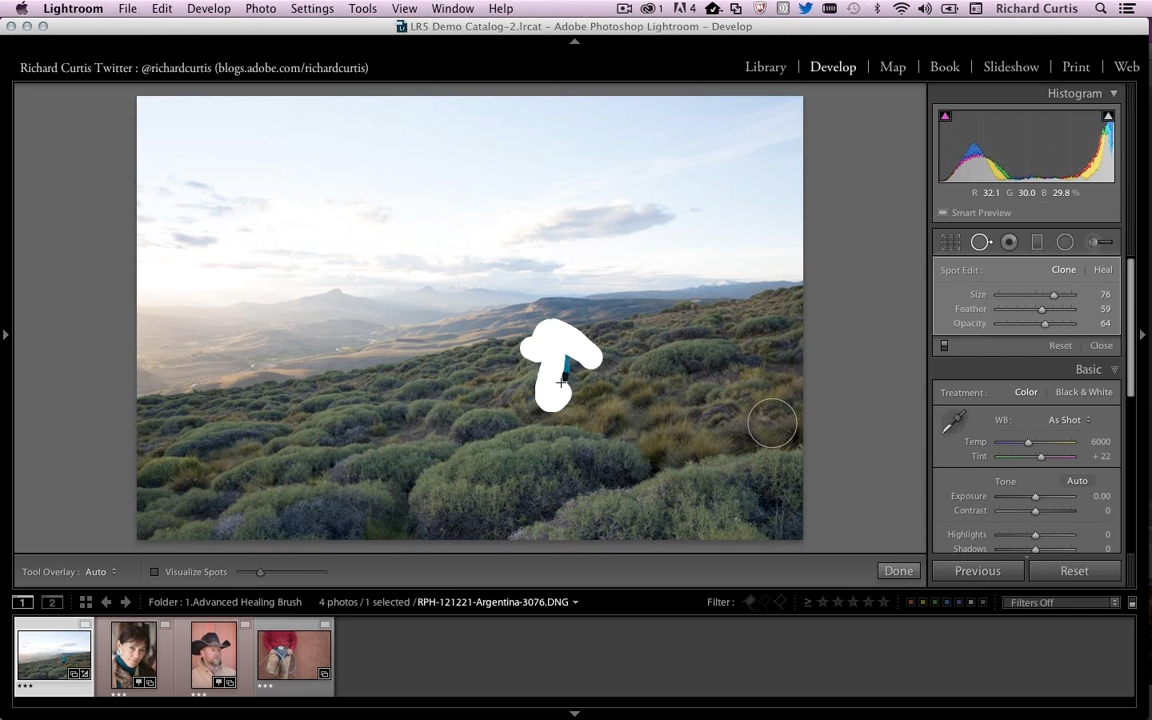 Lightroom File Edit Develop Photo Settings Tools View Window Help 1 4 Richard Curtis
LR5 Demo Catalog-2.lrcat - Adobe Photoshop Lightroom - Develop
Richard Curtis Twitter : @richardcurtis (blogs.adobe.com/richardcurtis)
Library | Develop | Map | Book | Slideshow | Print | Web
Histogram
R 32.1 G 30.0 B 29.8 %
Smart Preview
Spot Edit : Clone | Heal
Size 76
Feather 59
Opacity 64
Reset | Close
Basic
Treatment : Color | Black & White
WB : As Shot
Temp 6000
Tint + 22
Tone Auto
Exposure 0.00
Contrast 0
Highlights 0
Shadows 0
Tool Overlay : Auto Visualize Spots Done Previous Reset
1 2 Folder : 1.Advanced Healing Brush 4 photos / 1 selected / RPH-121221-Argentina-3076.DNG Filter : Filters Off